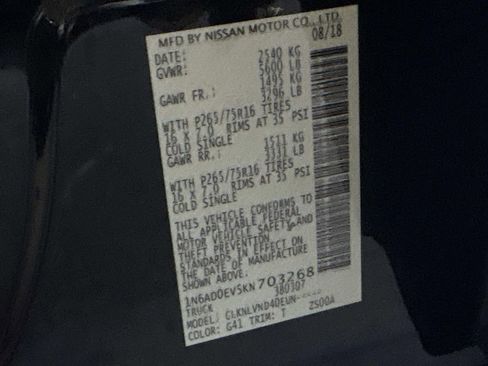 MFD BY NISSAN MOTOR CO., LTD.
DATE: 08/18
GVWR: 2540 KG
5600 LB
GAWR FR.: 1495 KG
3296 LB
WITH P265/75R16 TIRES
16 X 7.0 RIMS AT 35 PSI
COLD SINGLE
GAWR RR.: 1511 KG
3331 LB
WITH P265/75R16 TIRES
16 X 7.0 RIMS AT 35 PSI
COLD SINGLE
THIS VEHICLE CONFORMS TO
ALL APPLICABLE FEDERAL
MOTOR VEHICLE SAFETY AND
THEFT PREVENTION
STANDARDS IN EFFECT ON
THE DATE OF MANUFACTURE
SHOWN ABOVE.
1N6AD0EV5KN703268
TRUCK 380307
MODEL:
COLOR: G41 TRIM: T ZS00A